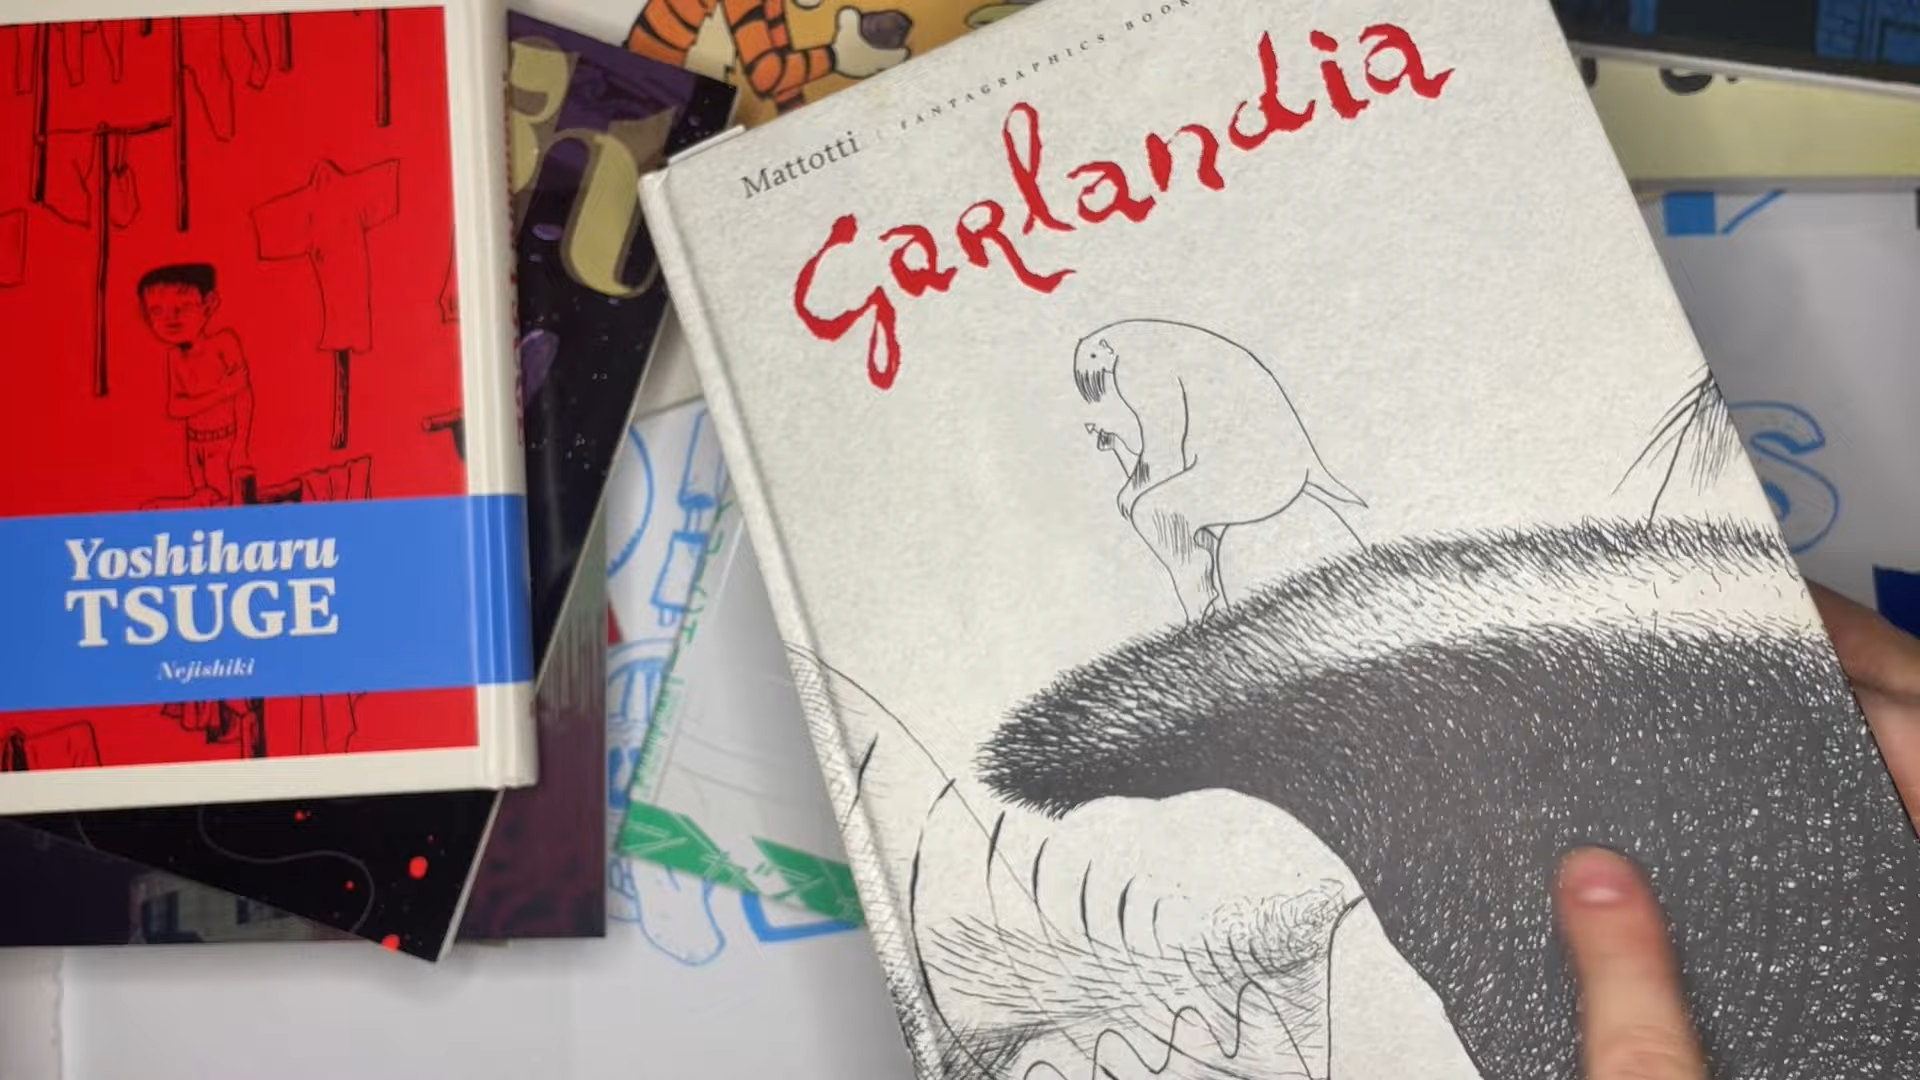 Mattotti | FANTAGRAPHICS BOOK
Garlandia
Yoshiharu
TSUGE
Nejishiki